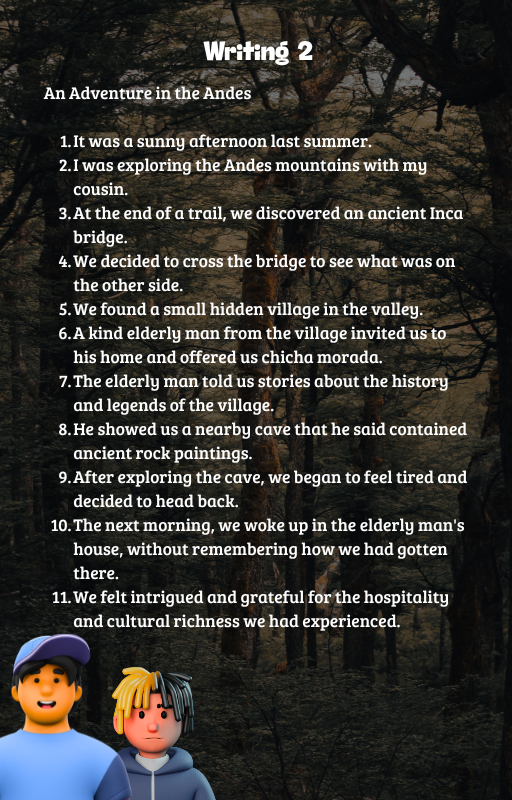 Writing 2
An Adventure in the Andes
1. It was a sunny afternoon last summer.
2. I was exploring the Andes mountains with my
cousin.
3. At the end of a trail, we discovered an ancient Inca
bridge.
4. We decided to cross the bridge to see what was on
the other side.
5. We found a small hidden village in the valley.
6. A kind elderly man from the village invited us to
his home and offered us chicha morada.
7. The elderly man told us stories about the history
and legends of the village.
8. He showed us a nearby cave that he said contained
ancient rock paintings.
9. After exploring the cave, we began to feel tired and
decided to head back.
10. The next morning, we woke up in the elderly man's
house, without remembering how we had gotten
there.
11. We felt intrigued and grateful for the hospitality
and cultural richness we had experienced.